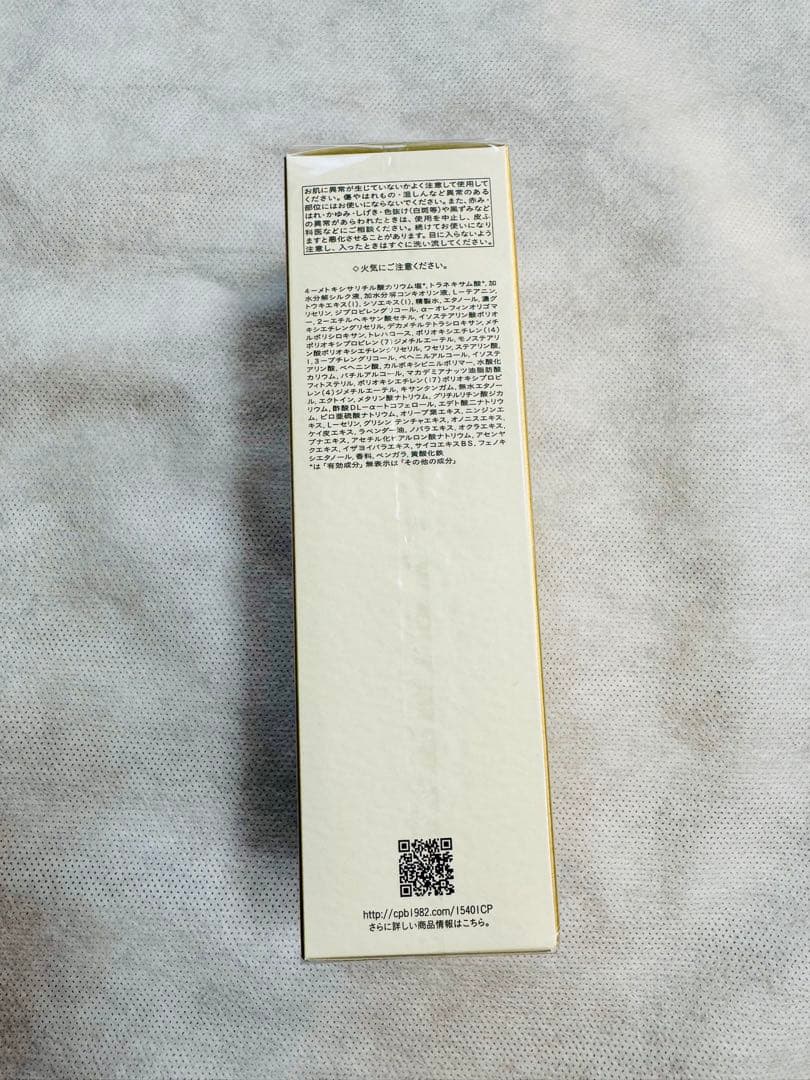 お肌に異常が生じていないかよく注意して使用して
ください。傷やはれもの・湿しんなど異常のある
部位にはお使いにならないでください。また、赤み・
はれ・かゆみ・しげき・色抜け(白斑等)や黒ずみなど
の異常があらわれたときは、使用を中止し、皮ふ
科医などにご相談ください。続けてお使いになり
ますと悪化させることがあります。目に入らないよう
注意し、入ったときはすぐに洗い流してください。
◇火気にご注意ください。
4-メトキシサリチル酸カリウム塩*,トラネキサム酸*,加
水分解シルク液,加水分解コンキオリン液,L-テアニン,
トウキエキス(1),シソエキス(1),精製水,エタノール,濃グ
リセリン,ジプロピレングリコール,α-オレフィンオリゴマ
ー,2-エチルヘキサン酸セチル,イソステアリン酸ポリオ
キシエチレングリセリル,デカメチルテトラシロキサン,メチ
ルポリシロキサン,トレハロース,ポリオキシエチレン(14)
ポリオキシプロピレン(7)ジメチルエーテル,モノステアリ
ン酸ポリオキシエチレングリセリル,ワセリン,ステアリン酸,
1,3-ブチレングリコール,ベヘニルアルコール,イソステ
アリン酸,ベヘニン酸,カルボキシビニルポリマー,水酸化
カリウム,バチルアルコール,マカデミアナッツ油脂肪酸
フィトステリル,ポリオキシエチレン(17)ポリオキシプロピ
レン(4)ジメチルエーテル,キサンタンガム,無水エタノー
ル,エクトイン,メタリン酸ナトリウム,グリチルリチン酸ジカ
リウム,酢酸DL-α-トコフェロール,エデト酸二ナトリウ
ム,ピロ亜硫酸ナトリウム,オリーブ葉エキス,ニンジンエ
キス,L-セリン,グリシン,テンチャエキス,オノニスエキス,
ケイ皮エキス,ラベンダー油,ノバラエキス,オクラエキス,
ブナエキス,アセチル化ヒアルロン酸ナトリウム,アセンヤ
クエキス,イザヨイバラエキス,サイコエキスBS,フェノキ
シエタノール,香料,ベンガラ,黄酸化鉄
*は「有効成分」無表示は「その他の成分」
http://cpb1982.com/15401CP
さらに詳しい商品情報はこちら。